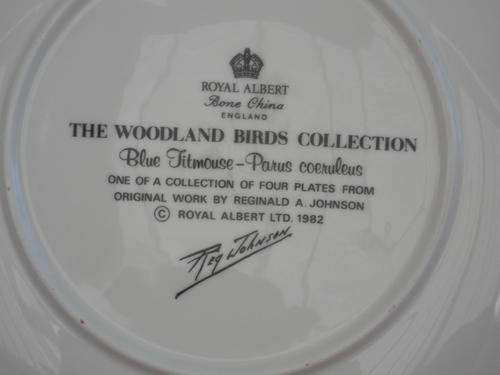 ROYAL ALBERT
Bone China
ENGLAND
THE WOODLAND BIRDS COLLECTION
Blue Titmouse-Parus coeruleus
ONE OF A COLLECTION OF FOUR PLATES FROM
ORIGINAL WORK BY REGINALD A. JOHNSON
© ROYAL ALBERT LTD. 1982
Reg Johnson